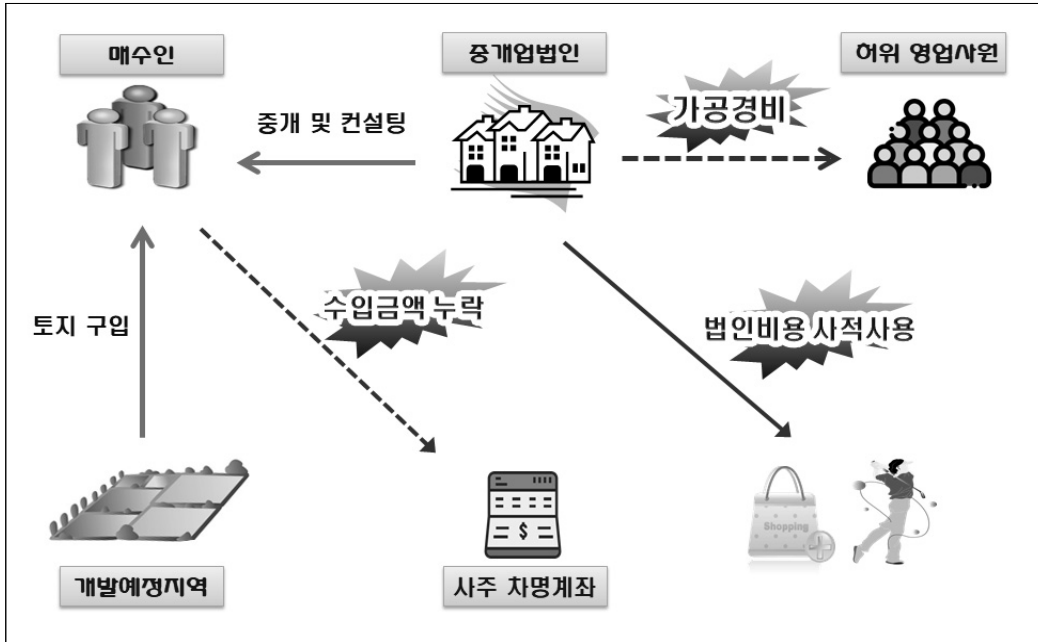 매수인
중개업법인
허위 영업사원
가공경비
중개 및 컨설팅
수입금액 누락
토지 구입
법인비용 사적사용
Shopping
$
개발예정지역
사주 차명계좌